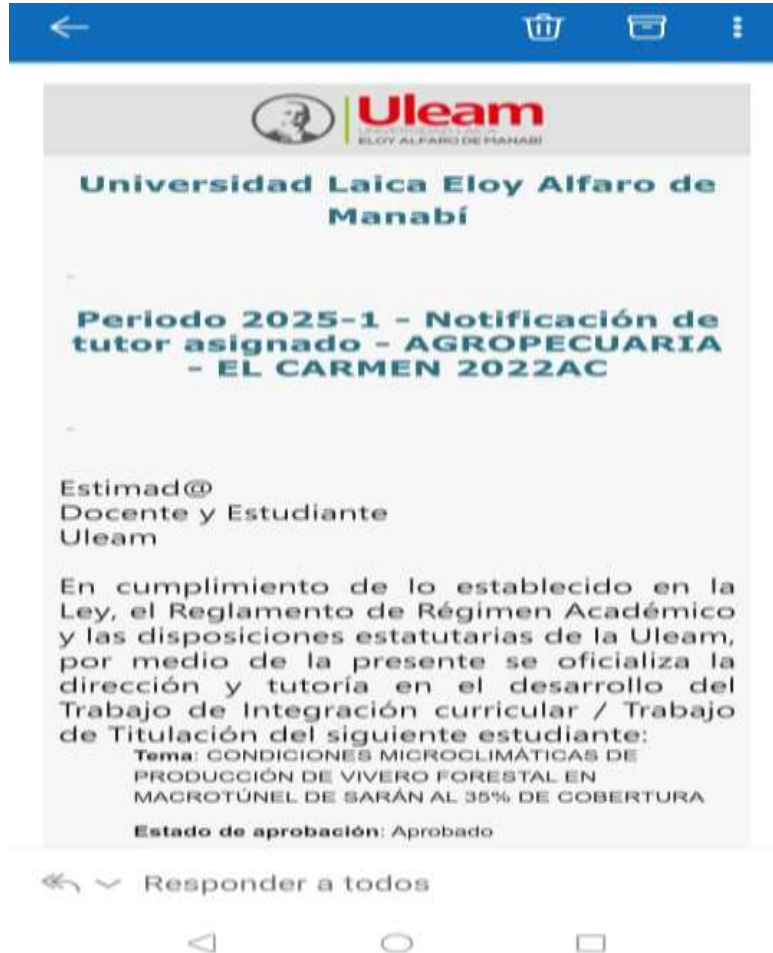 Uleam
UNIVERSIDAD LAICA
ELOY ALFARO DE MANABÍ
Universidad Laica Eloy Alfaro de
Manabí
Periodo 2025-1 - Notificación de
tutor asignado - AGROPECUARIA
- EL CARMEN 2022AC
Estimad@
Docente y Estudiante
Uleam
En cumplimiento de lo establecido en la
Ley, el Reglamento de Régimen Académico
y las disposiciones estatutarias de la Uleam,
por medio de la presente se oficializa la
dirección y tutoría en el desarrollo del
Trabajo de Integración curricular / Trabajo
de Titulación del siguiente estudiante:
Tema: CONDICIONES MICROCLIMÁTICAS DE
PRODUCCIÓN DE VIVERO FORESTAL EN
MACROTÚNEL DE SARÁN AL 35% DE COBERTURA
Estado de aprobación: Aprobado
Responder a todos